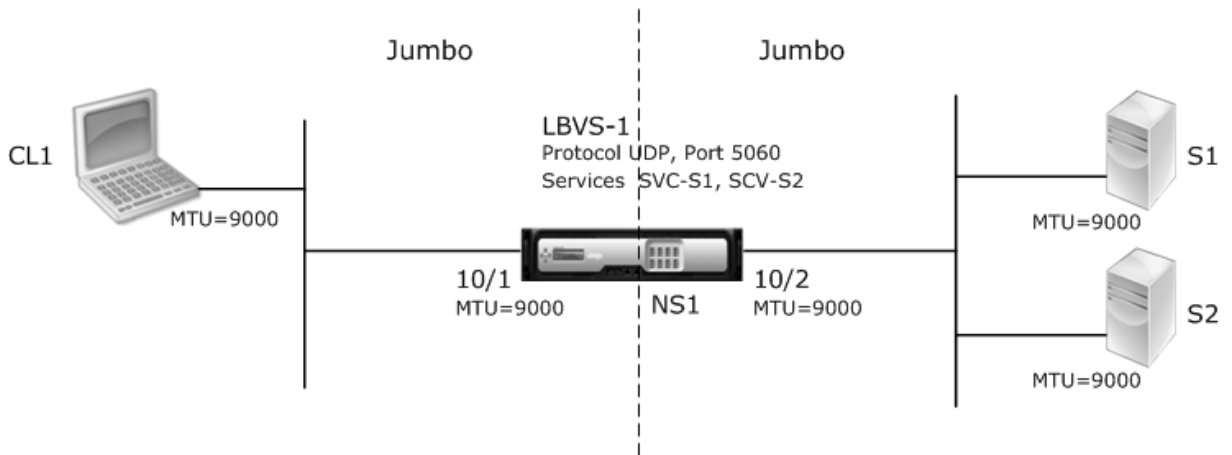 Jumbo
Jumbo
LBVS-1
Protocol UDP, Port 5060
Services SVC-S1, SCV-S2
CL1
MTU=9000
S1
MTU=9000
10/1
MTU=9000
NS1
10/2
MTU=9000
S2
MTU=9000